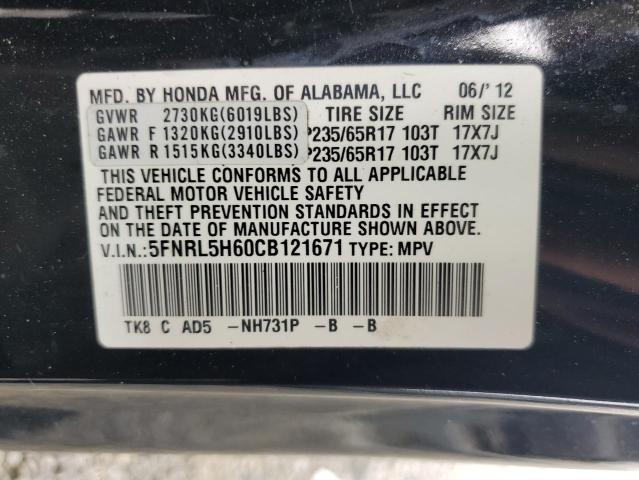 MFD. BY HONDA MFG. OF ALABAMA, LLC 06/'12
GVWR 2730KG(6019LBS) TIRE SIZE RIM SIZE
GAWR F 1320KG(2910LBS) P235/65R17 103T 17X7J
GAWR R 1515KG(3340LBS) P235/65R17 103T 17X7J
THIS VEHICLE CONFORMS TO ALL APPLICABLE
FEDERAL MOTOR VEHICLE SAFETY
AND THEFT PREVENTION STANDARDS IN EFFECT
ON THE DATE OF MANUFACTURE SHOWN ABOVE.
V.I.N.:5FNRL5H60CB121671 TYPE: MPV
TK8 C AD5 -NH731P -B -B